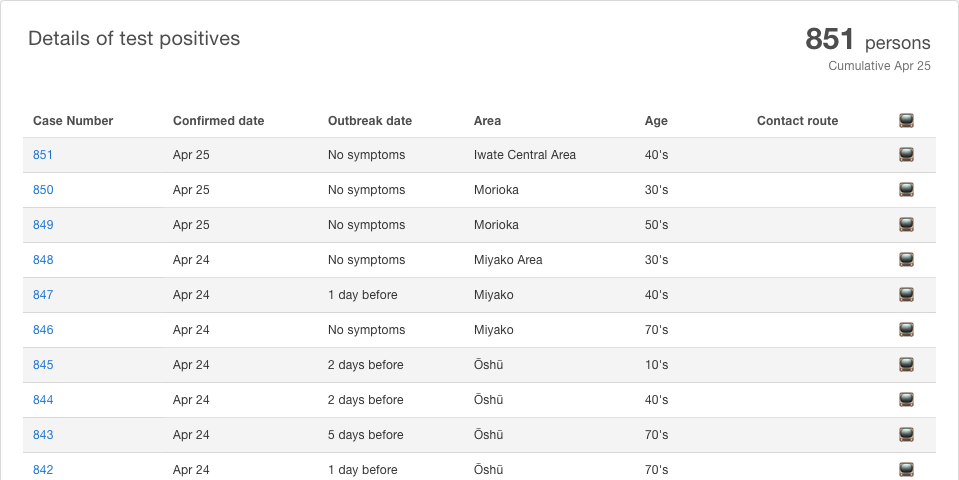 Details of test positives
851 persons
Cumulative Apr 25
Case Number Confirmed date Outbreak date Area Age Contact route
851 Apr 25 No symptoms Iwate Central Area 40's
850 Apr 25 No symptoms Morioka 30's
849 Apr 25 No symptoms Morioka 50's
848 Apr 24 No symptoms Miyako Area 30's
847 Apr 24 1 day before Miyako 40's
846 Apr 24 No symptoms Miyako 70's
845 Apr 24 2 days before Ōshū 10's
844 Apr 24 2 days before Ōshū 40's
843 Apr 24 5 days before Ōshū 70's
842 Apr 24 1 day before Ōshū 70's